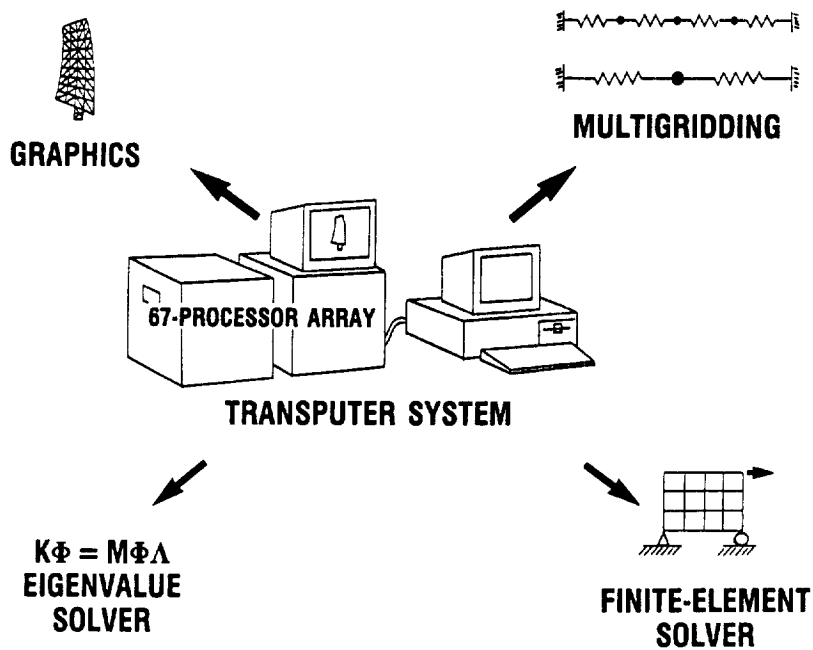 GRAPHICS
MULTIGRIDDING
67-PROCESSOR ARRAY
TRANSPUTER SYSTEM
KΦ = MΦΛ
EIGENVALUE
SOLVER
FINITE-ELEMENT
SOLVER